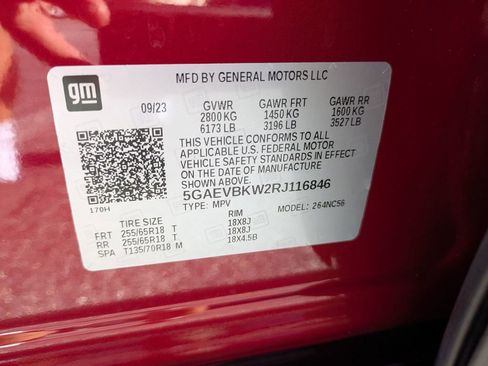 gm
MFD BY GENERAL MOTORS LLC
09/23 GVWR GAWR FRT GAWR RR
2800 KG 1450 KG 1600 KG
6173 LB 3196 LB 3527 LB
THIS VEHICLE CONFORMS TO ALL
APPLICABLE U.S. FEDERAL MOTOR
VEHICLE SAFETY STANDARDS IN EFFECT
ON THE DATE OF MANUFACTURE
SHOWN ABOVE.
5GAEVBKW2RJ116846
170H TYPE: MPV MODEL: 264NC56
TIRE SIZE RIM
FRT 255/65R18 T 18X8J
RR 255/65R18 T 18X8J
SPA T135/70R18 M 18X4.5B